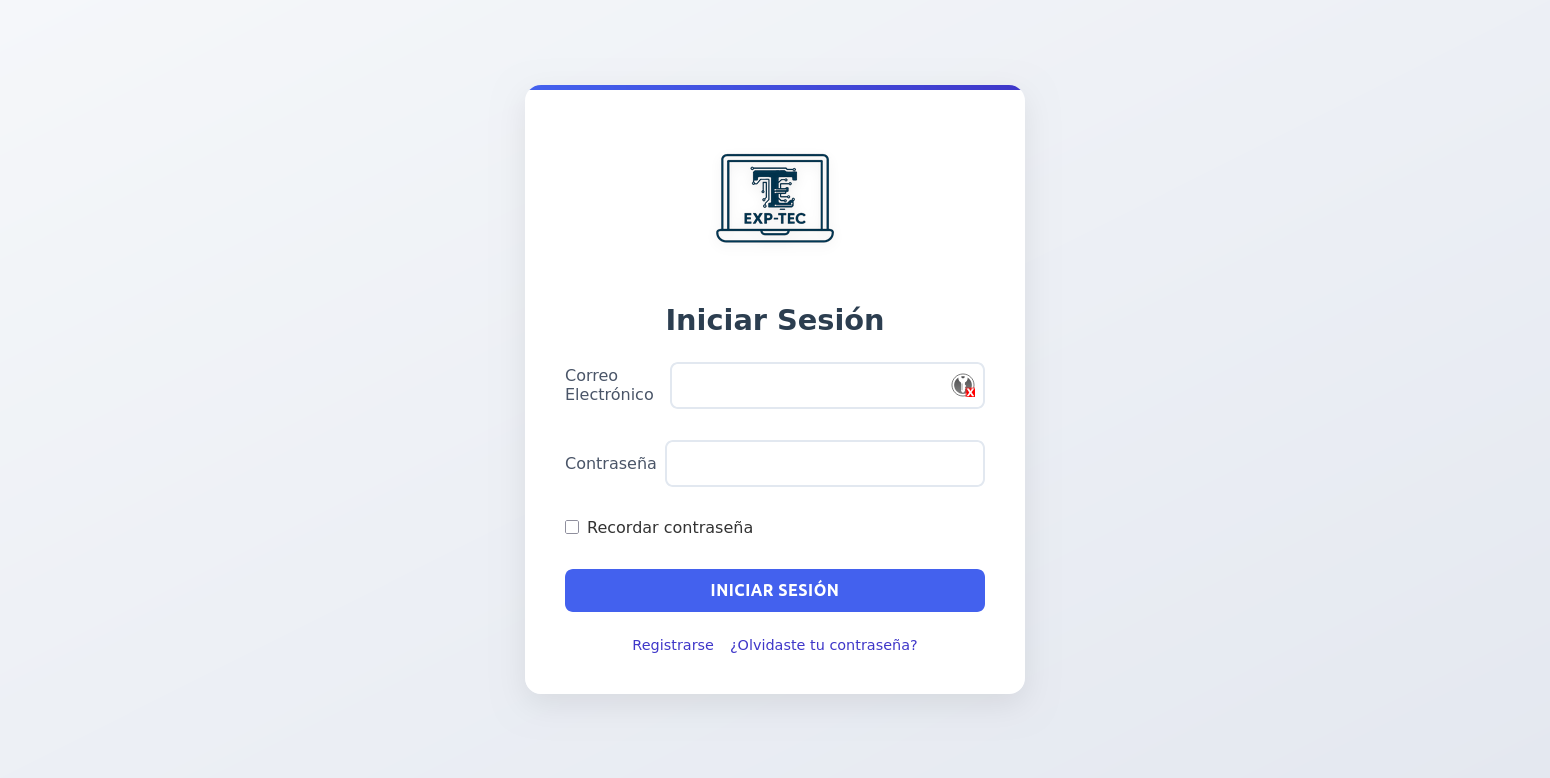 TE
EXP-TEC
Iniciar Sesión
Correo
Electrónico
Contraseña
Recordar contraseña
INICIAR SESIÓN
Registrarse ¿Olvidaste tu contraseña?